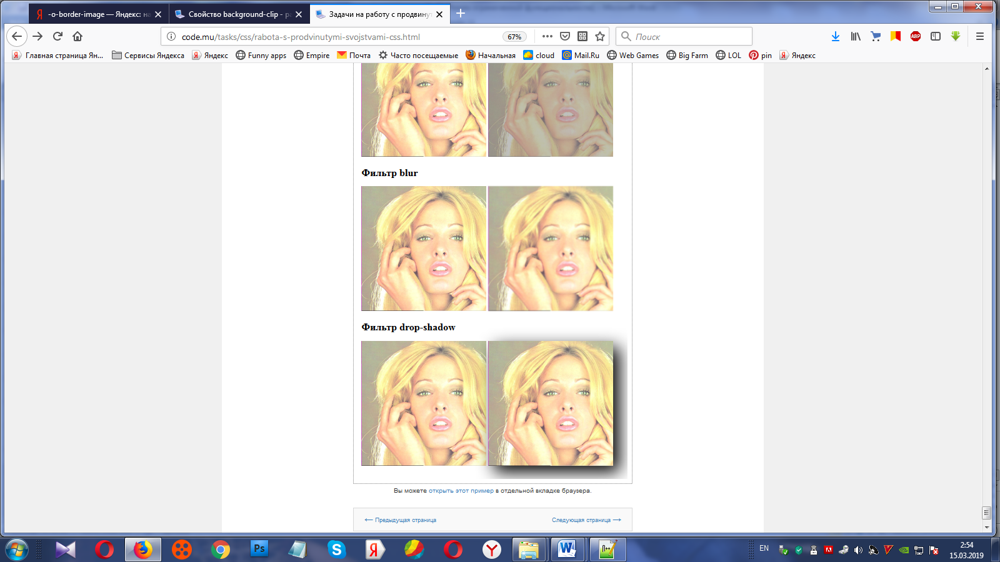 -o-border-image — Яндекс: на
Свойство background-clip - р
Задачи на работу с продвину
code.mu/tasks/css/rabota-s-prodvinutymi-svojstvami-css.html
67%
Поиск
Главная страница Ян...
Сервисы Яндекса
Яндекс
Funny apps
Empire
Почта
Часто посещаемые
Начальная
cloud
Mail.Ru
Web Games
Big Farm
LOL
pin
Яндекс
Фильтр blur
Фильтр drop-shadow
Вы можете открыть этот пример в отдельной вкладке браузера.
← Предыдущая страница
Следующая страница →
EN
2:54
15.03.2019